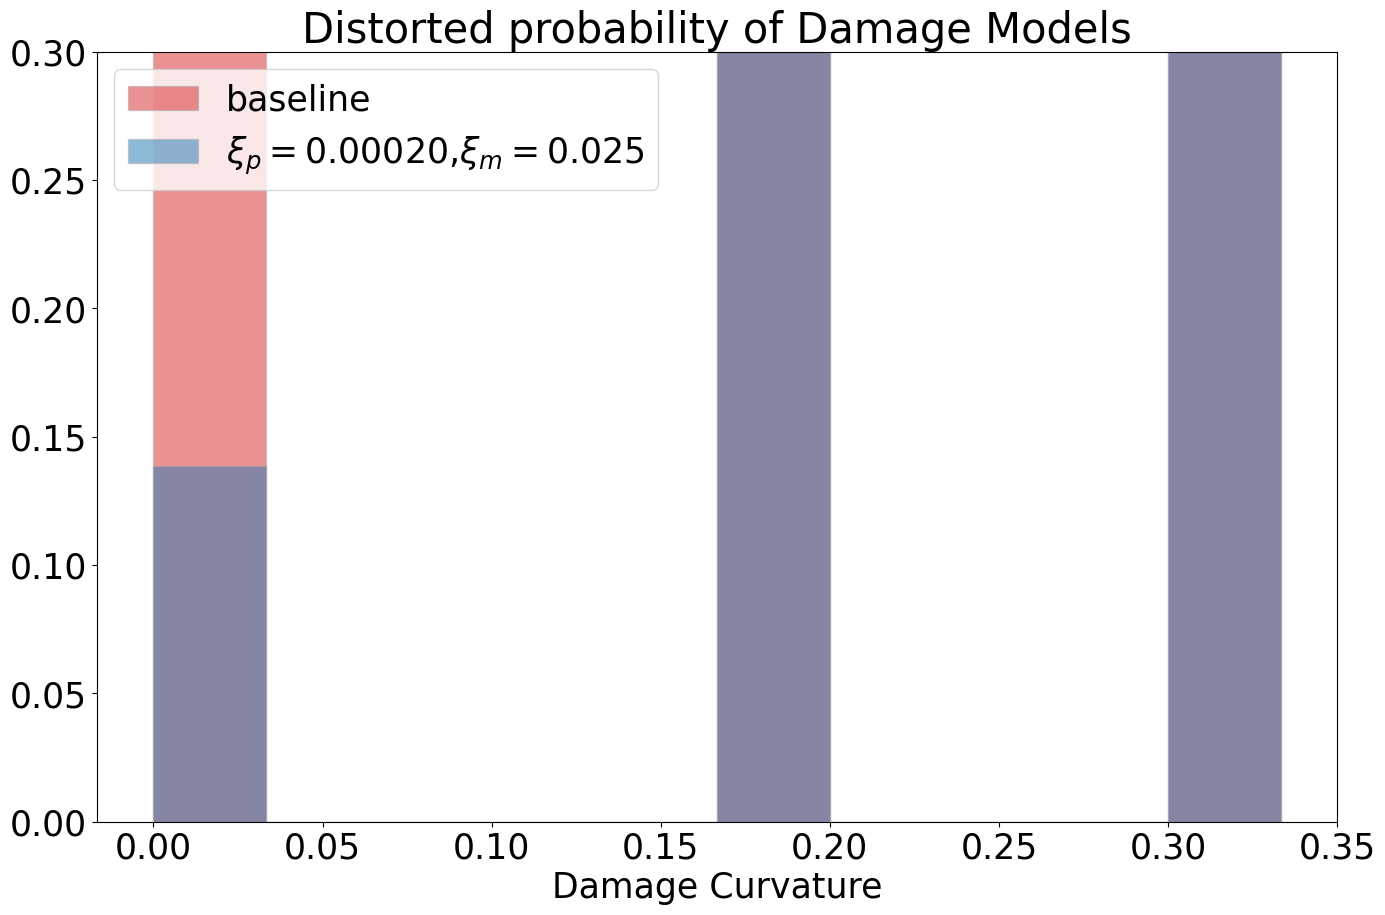 Distorted probability of Damage Models
0.30
0.25
0.20
0.15
0.10
0.05
0.00
baseline
ξₚ = 0.00020,ξₘ = 0.025
0.00 0.05 0.10 0.15 0.20 0.25 0.30 0.35
Damage Curvature